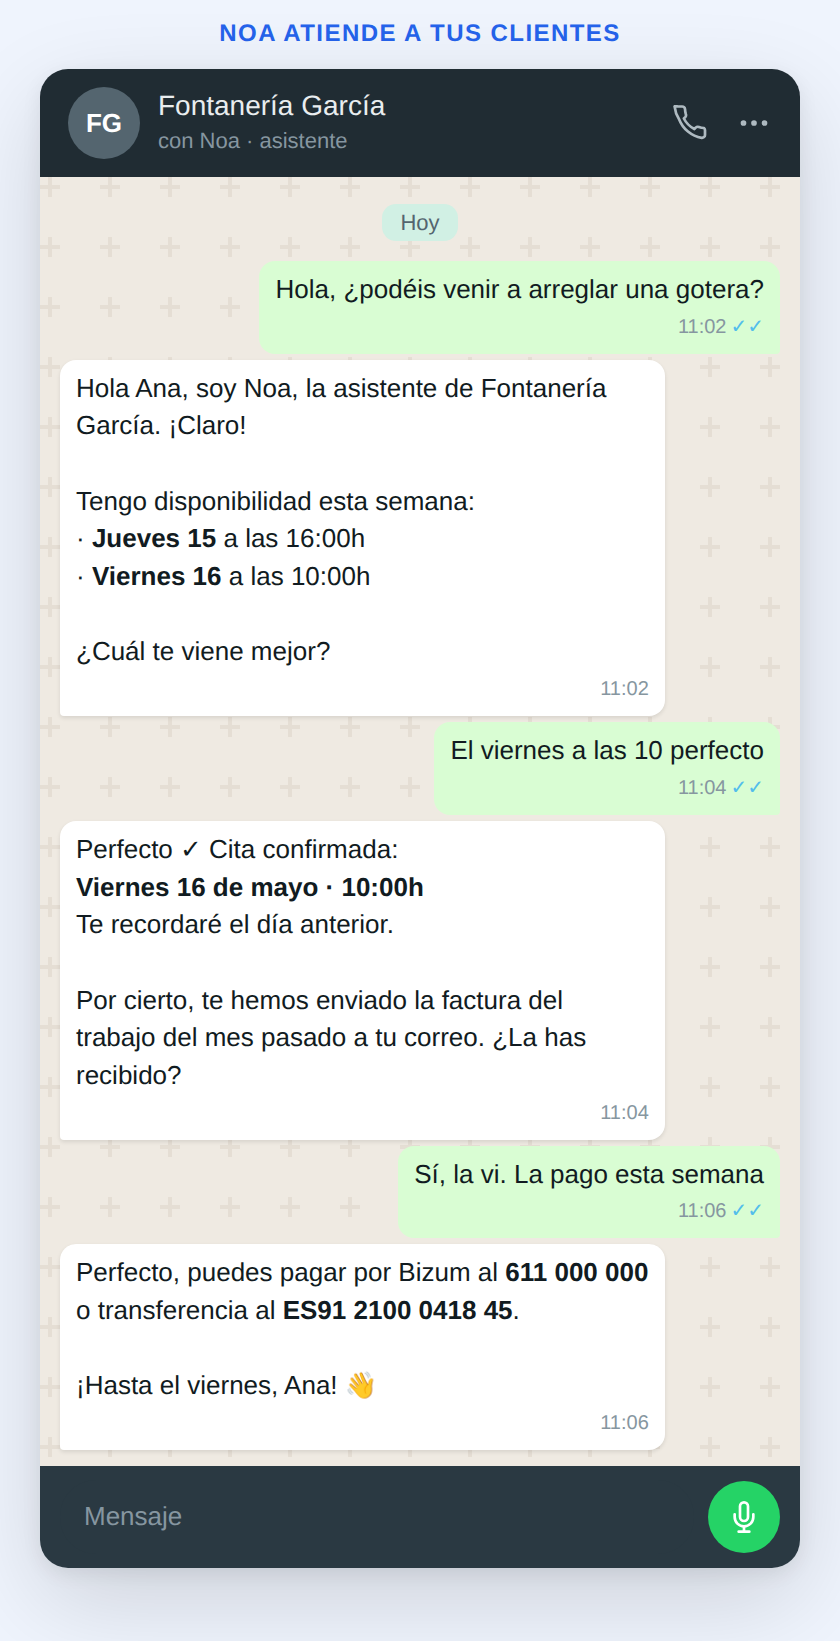 NOA ATIENDE A TUS CLIENTES
FG
Fontanería García
con Noa · asistente
Hoy
Hola, ¿podéis venir a arreglar una gotera?
11:02 ✓✓
Hola Ana, soy Noa, la asistente de Fontanería
García. ¡Claro!
Tengo disponibilidad esta semana:
· Jueves 15 a las 16:00h
· Viernes 16 a las 10:00h
¿Cuál te viene mejor?
11:02
El viernes a las 10 perfecto
11:04 ✓✓
Perfecto ✓ Cita confirmada:
Viernes 16 de mayo · 10:00h
Te recordaré el día anterior.
Por cierto, te hemos enviado la factura del
trabajo del mes pasado a tu correo. ¿La has
recibido?
11:04
Sí, la vi. La pago esta semana
11:06 ✓✓
Perfecto, puedes pagar por Bizum al 611 000 000
o transferencia al ES91 2100 0418 45.
¡Hasta el viernes, Ana! 👋
11:06
Mensaje